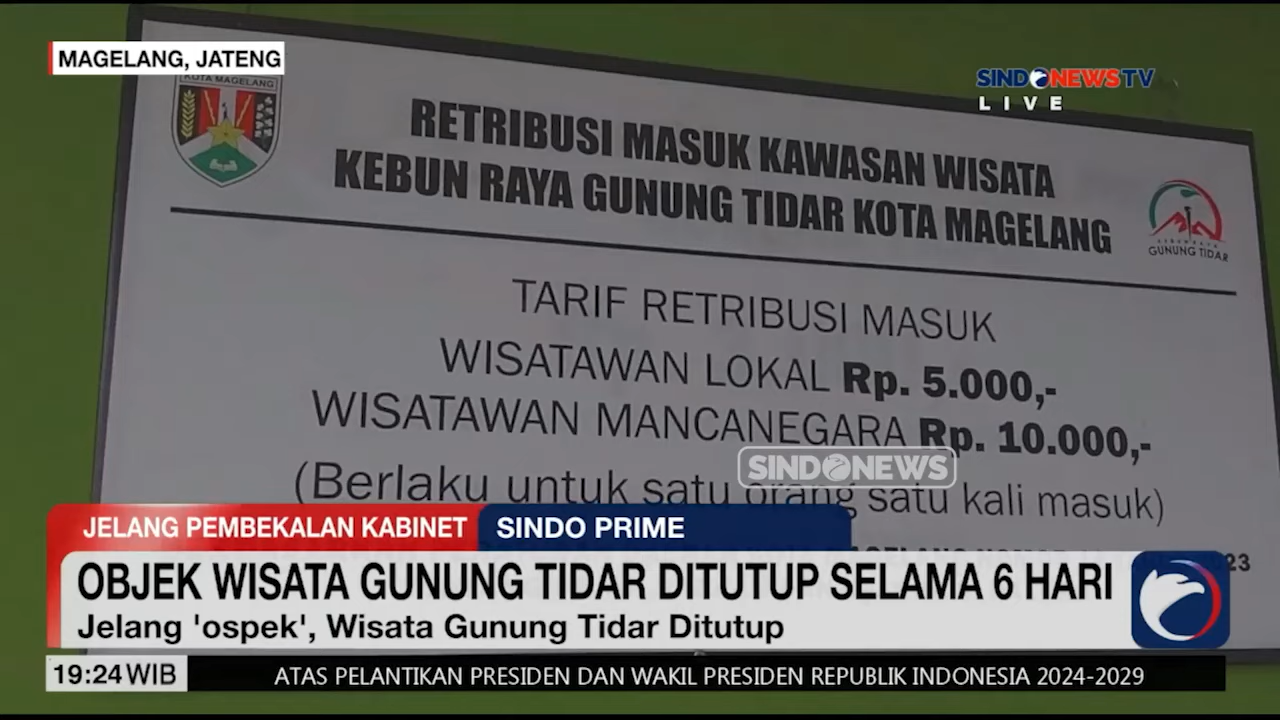 MAGELANG, JATENG
SINDONEWSTV
LIVE
KOTA MAGELANG
RETRIBUSI MASUK KAWASAN WISATA
KEBUN RAYA GUNUNG TIDAR KOTA MAGELANG
GUNUNG TIDAR
TARIF RETRIBUSI MASUK
WISATAWAN LOKAL Rp. 5.000,-
WISATAWAN MANCANEGARA Rp. 10.000,-
SINDONEWS
(Berlaku untuk satu orang satu kali masuk)
JELANG PEMBEKALAN KABINET
SINDO PRIME
OBJEK WISATA GUNUNG TIDAR DITUTUP SELAMA 6 HARI
Jelang 'ospek', Wisata Gunung Tidar Ditutup
19:24 WIB
ATAS PELANTIKAN PRESIDEN DAN WAKIL PRESIDEN REPUBLIK INDONESIA 2024-2029